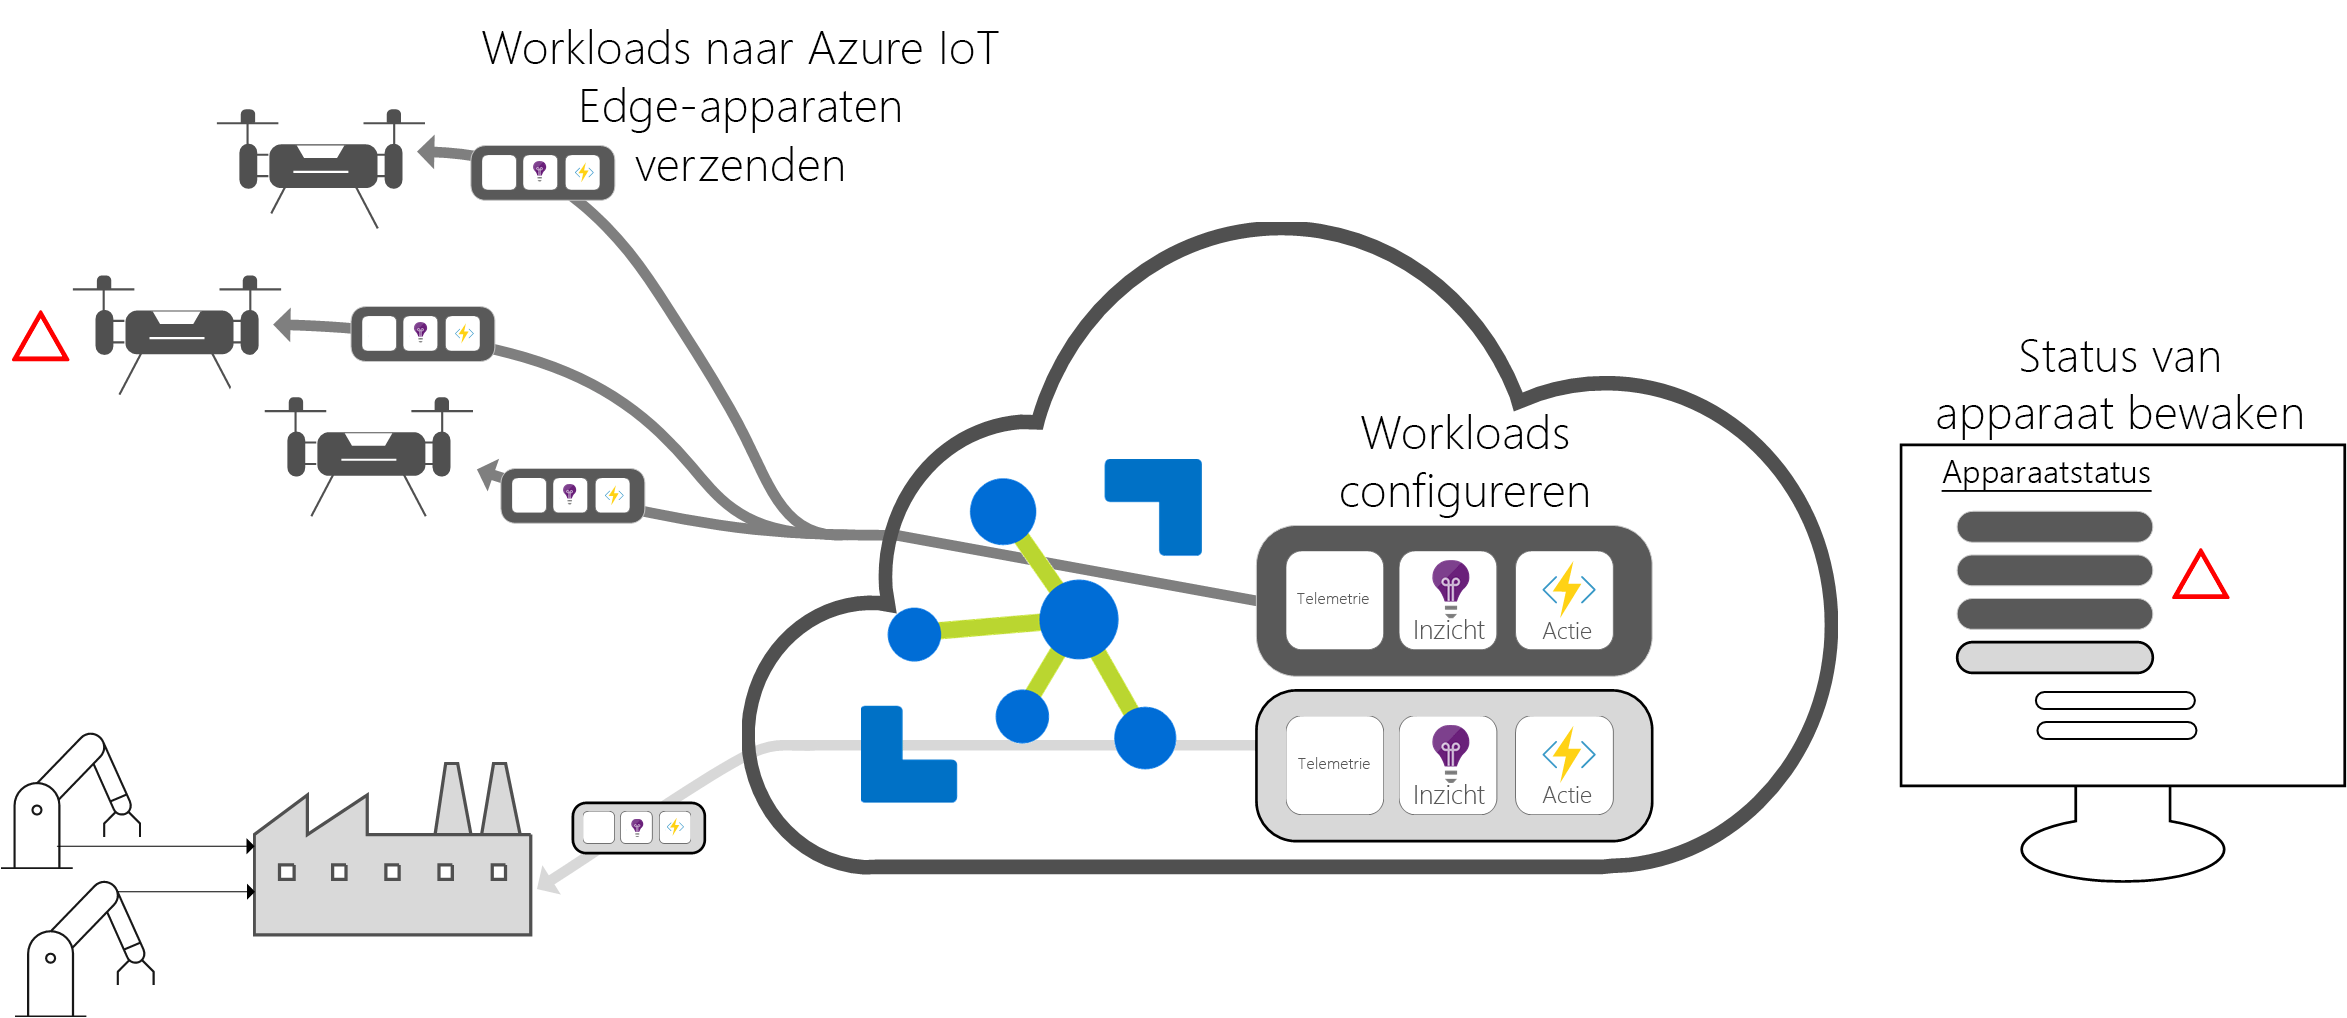 Workloads naar Azure IoT
Edge-apparaten
verzenden
Workloads
configureren
Telemetrie
Inzicht
Actie
Telemetrie
Inzicht
Actie
Status van
apparaat bewaken
Apparaatstatus